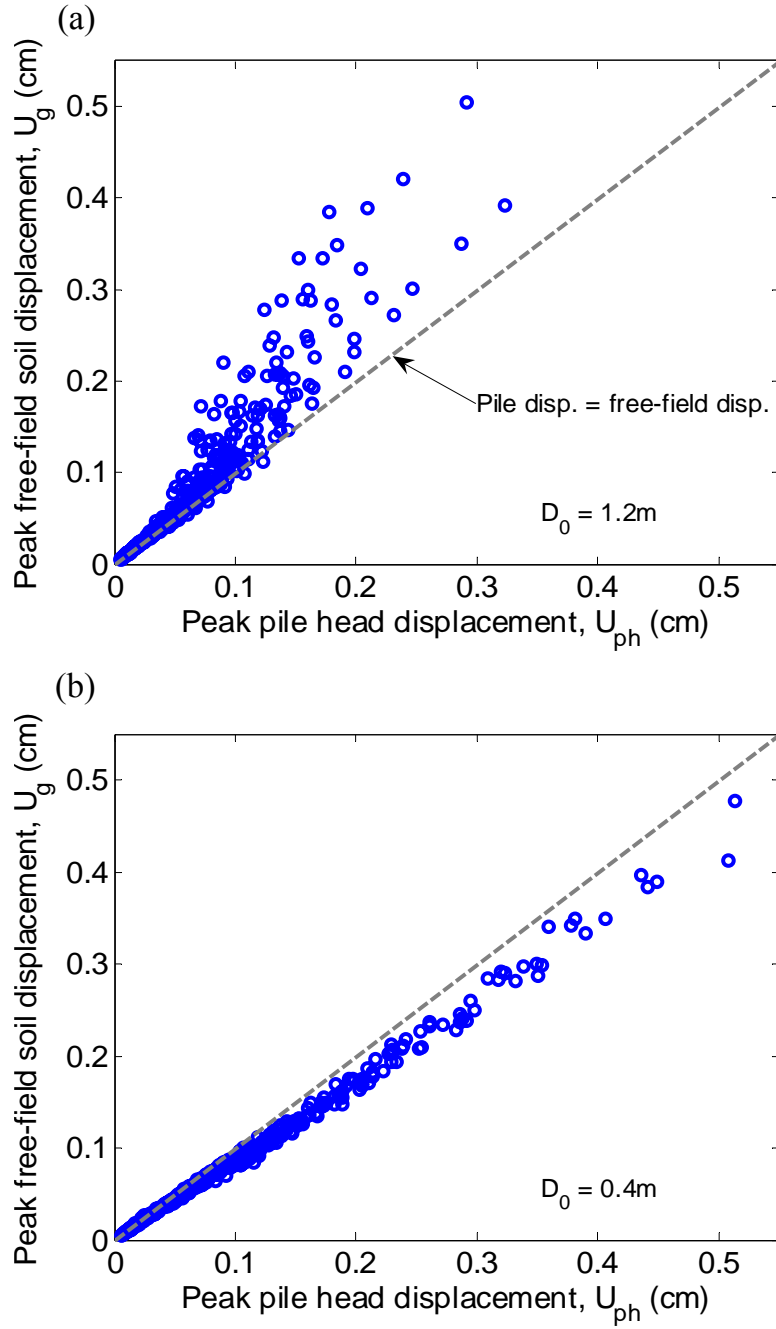 (a)
Peak free-field soil displacement, U_g (cm)
0.5
0.4
0.3
0.2
0.1
0
Pile disp. = free-field disp.
D_0 = 1.2m
0 0.1 0.2 0.3 0.4 0.5
Peak pile head displacement, U_ph (cm)
(b)
Peak free-field soil displacement, U_g (cm)
0.5
0.4
0.3
0.2
0.1
0
D_0 = 0.4m
0 0.1 0.2 0.3 0.4 0.5
Peak pile head displacement, U_ph (cm)